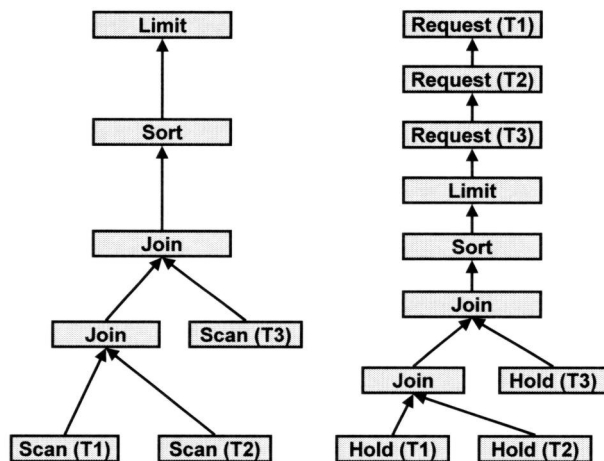 Limit
Sort
Join
Join
Scan (T3)
Scan (T1)
Scan (T2)
Request (T1)
Request (T2)
Request (T3)
Limit
Sort
Join
Join
Hold (T3)
Hold (T1)
Hold (T2)